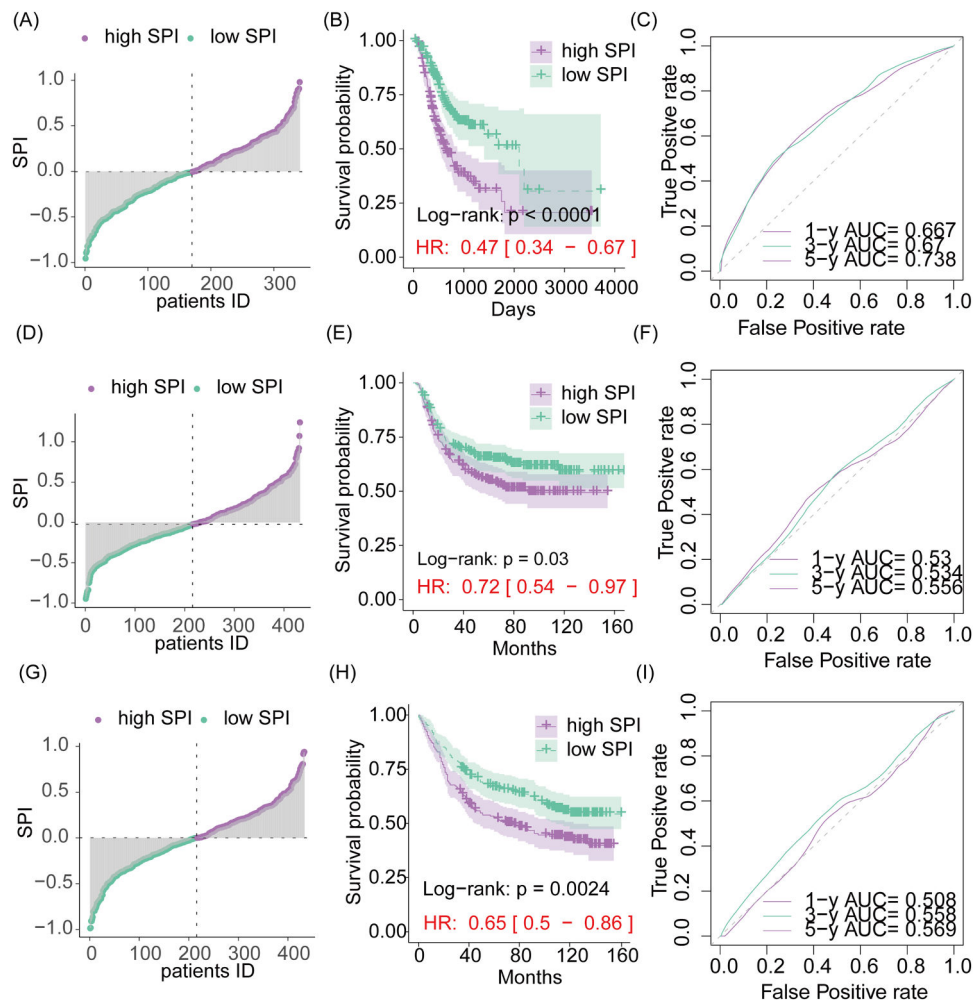 (A)
high SPI
low SPI
1.0
0.5
0.0
−0.5
−1.0
SPI
0
100
200
300
patients ID
(B)
1.00
0.75
0.50
0.25
0.00
Survival probability
high SPI
low SPI
Log−rank: p < 0.0001
HR: 0.47 [ 0.34 − 0.67]
0
1000
2000
3000
4000
Days
(C)
1.0
0.8
0.6
0.4
0.2
0.0
True Positive rate
1−y AUC= 0.667
3−y AUC= 0.67
5−y AUC= 0.738
0.0
0.2
0.4
0.6
0.8
1.0
False Positive rate
(D)
high SPI
low SPI
1.0
0.5
0.0
−0.5
−1.0
SPI
0
100
200
300
400
patients ID
(E)
1.00
0.75
0.50
0.25
0.00
Survival probability
high SPI
low SPI
Log−rank: p = 0.03
HR: 0.72 [ 0.54 − 0.97]
0
40
80
120
160
Months
(F)
1.0
0.8
0.6
0.4
0.2
0.0
True Positive rate
1−y AUC= 0.53
3−y AUC= 0.534
5−y AUC= 0.556
0.0
0.2
0.4
0.6
0.8
1.0
False Positive rate
(G)
high SPI
low SPI
1.0
0.5
0.0
−0.5
−1.0
SPI
0
100
200
300
400
patients ID
(H)
1.00
0.75
0.50
0.25
0.00
Survival probability
high SPI
low SPI
Log−rank: p = 0.0024
HR: 0.65 [ 0.5 − 0.86]
0
40
80
120
160
Months
(I)
1.0
0.8
0.6
0.4
0.2
0.0
True Positive rate
1−y AUC= 0.508
3−y AUC= 0.558
5−y AUC= 0.569
0.0
0.2
0.4
0.6
0.8
1.0
False Positive rate